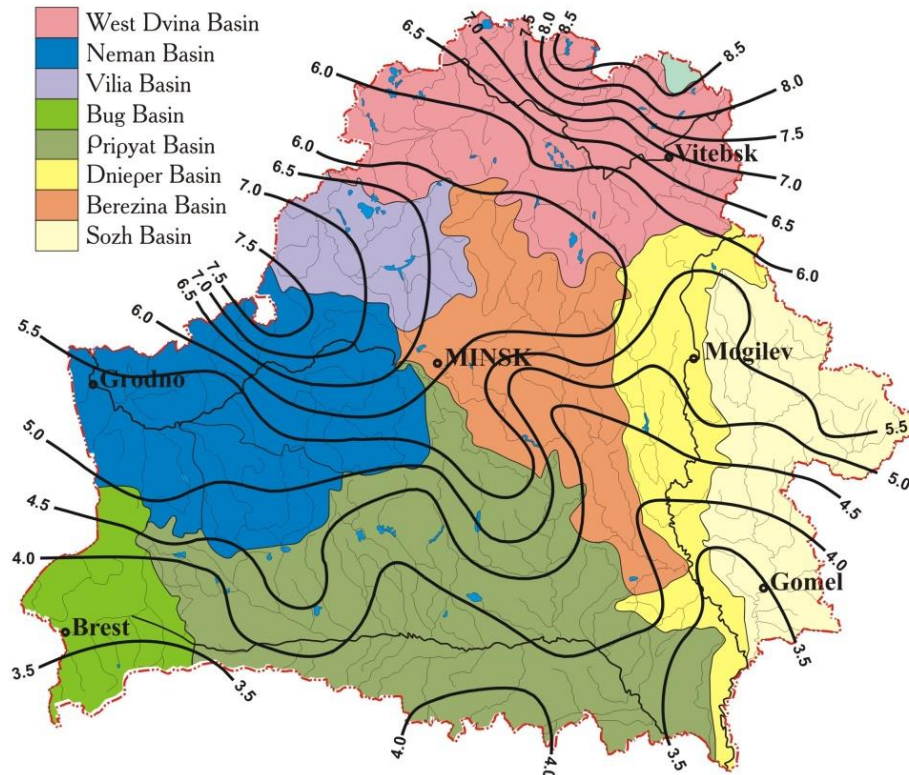 West Dvina Basin
Neman Basin
Vilia Basin
Bug Basin
Pripyat Basin
Dnieper Basin
Berezina Basin
Sozh Basin
6.5
7.0
7.5
8.0
8.5
8.5
8.0
7.5
7.0
6.5
6.0
6.0
6.0
6.5
7.0
7.5
7.5
7.0
6.5
6.0
5.5
5.0
4.5
4.0
3.5
3.5
Vitebsk
MINSK
Mogilev
Grodno
5.5
5.0
4.5
4.0
Gomel
Brest
3.5
4.0
4.0
3.5